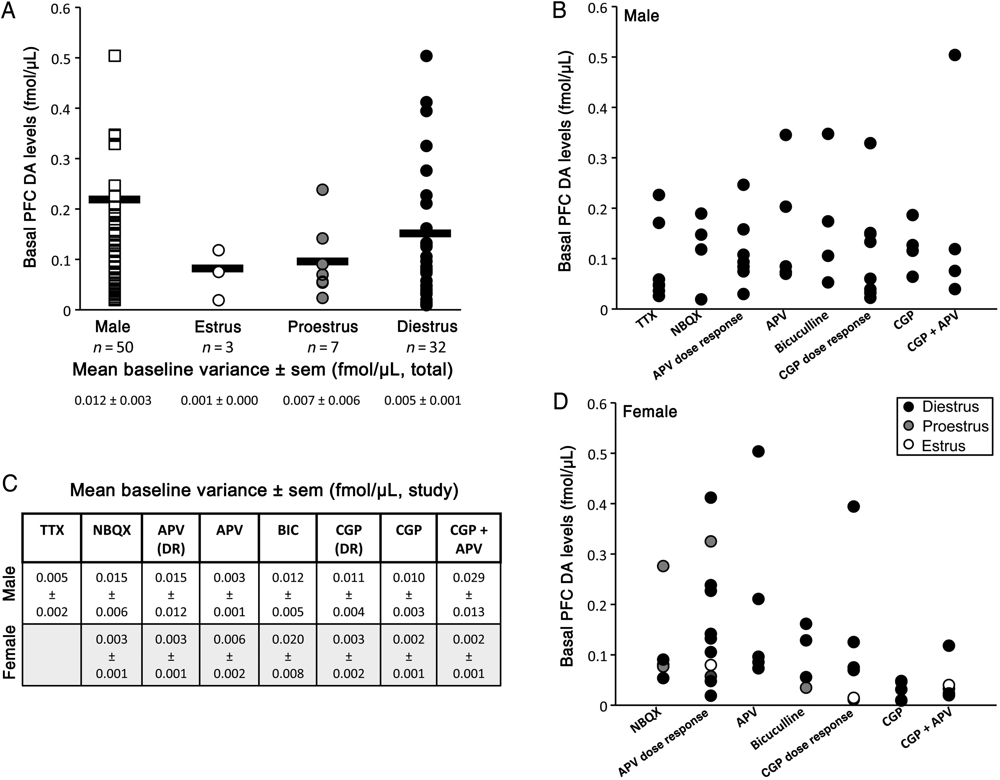 A
0.6
0.5
0.4
0.3
0.2
0.1
0
Basal PFC DA levels (fmol/µL)
Male
Estrus
Proestrus
Diestrus
n = 50
n = 3
n = 7
n = 32
Mean baseline variance ± sem (fmol/µL, total)
0.012 ± 0.003
0.001 ± 0.000
0.007 ± 0.006
0.005 ± 0.001
B
Male
0.6
0.5
0.4
0.3
0.2
0.1
0
Basal PFC DA levels (fmol/µL)
TTX
NBQX
APV dose response
APV
Bicuculline
CGP dose response
CGP
CGP + APV
C
Mean baseline variance ± sem (fmol/µL, study)
TTX
NBQX
APV
(DR)
APV
BIC
CGP
(DR)
CGP
CGP +
APV
Male
0.005
±
0.002
0.015
±
0.006
0.015
±
0.012
0.003
±
0.001
0.012
±
0.005
0.011
±
0.004
0.010
±
0.003
0.029
±
0.013
Female
0.003
±
0.001
0.003
±
0.001
0.006
±
0.002
0.020
±
0.008
0.003
±
0.002
0.002
±
0.001
0.002
±
0.001
D
Female
Diestrus
Proestrus
Estrus
0.6
0.5
0.4
0.3
0.2
0.1
0
Basal PFC DA levels (fmol/µL)
NBQX
APV dose response
APV
Bicuculline
CGP dose response
CGP
CGP + APV